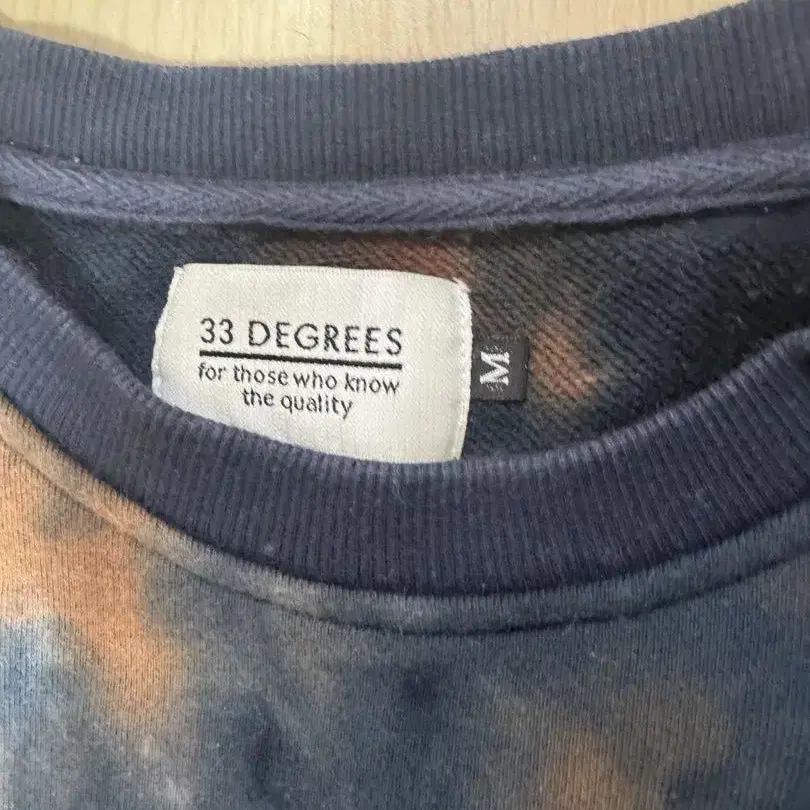 33 DEGREES
for those who know
the quality
M